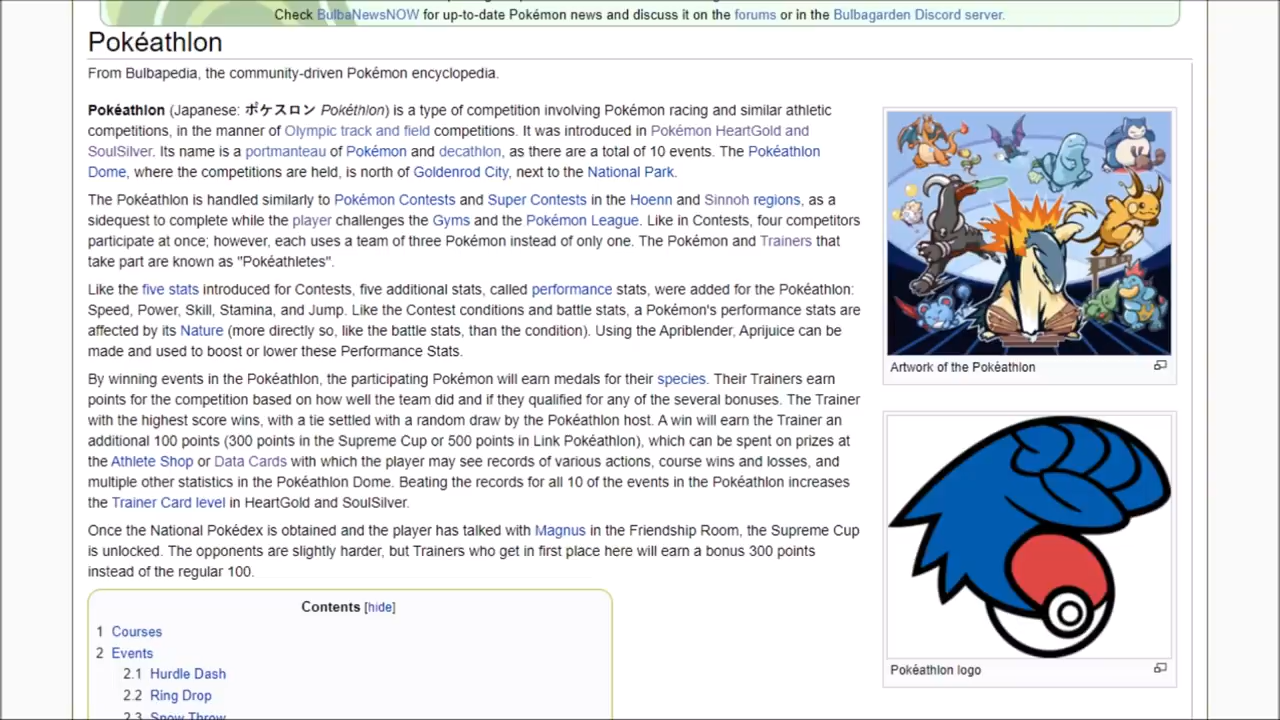 Check BulbaNewsNOW for up-to-date Pokémon news and discuss it on the forums or in the Bulbagarden Discord server.
Pokéathlon
From Bulbapedia, the community-driven Pokémon encyclopedia.
Pokéathlon (Japanese: ポケスロン Pokéthlon) is a type of competition involving Pokémon racing and similar athletic
competitions, in the manner of Olympic track and field competitions. It was introduced in Pokémon HeartGold and
SoulSilver. Its name is a portmanteau of Pokémon and decathlon, as there are a total of 10 events. The Pokéathlon
Dome, where the competitions are held, is north of Goldenrod City, next to the National Park.
The Pokéathlon is handled similarly to Pokémon Contests and Super Contests in the Hoenn and Sinnoh regions, as a
sidequest to complete while the player challenges the Gyms and the Pokémon League. Like in Contests, four competitors
participate at once; however, each uses a team of three Pokémon instead of only one. The Pokémon and Trainers that
take part are known as "Pokéathletes".
Like the five stats introduced for Contests, five additional stats, called performance stats, were added for the Pokéathlon:
Speed, Power, Skill, Stamina, and Jump. Like the Contest conditions and battle stats, a Pokémon's performance stats are
affected by its Nature (more directly so, like the battle stats, than the condition). Using the Apriblender, Aprijuice can be
made and used to boost or lower these Performance Stats.
By winning events in the Pokéathlon, the participating Pokémon will earn medals for their species. Their Trainers earn
points for the competition based on how well the team did and if they qualified for any of the several bonuses. The Trainer
with the highest score wins, with a tie settled with a random draw by the Pokéathlon host. A win will earn the Trainer an
additional 100 points (300 points in the Supreme Cup or 500 points in Link Pokéathlon), which can be spent on prizes at
the Athlete Shop or Data Cards with which the player may see records of various actions, course wins and losses, and
multiple other statistics in the Pokéathlon Dome. Beating the records for all 10 of the events in the Pokéathlon increases
the Trainer Card level in HeartGold and SoulSilver.
Once the National Pokédex is obtained and the player has talked with Magnus in the Friendship Room, the Supreme Cup
is unlocked. The opponents are slightly harder, but Trainers who get in first place here will earn a bonus 300 points
instead of the regular 100.
Contents [hide]
1 Courses
2 Events
2.1 Hurdle Dash
2.2 Ring Drop
2.3 Snow Throw
Artwork of the Pokéathlon
Pokéathlon logo